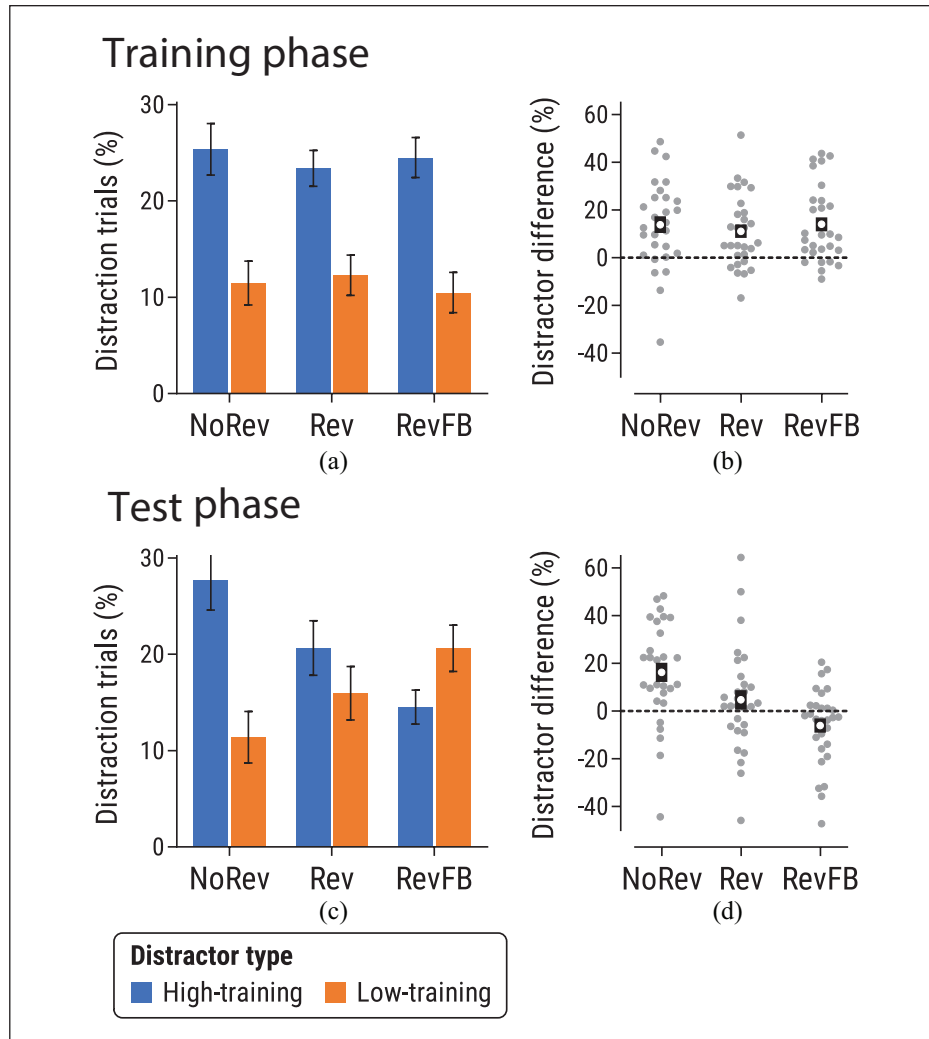 Training phase
Distraction trials (%)
30
20
10
0
NoRev Rev RevFB
(a)
Distractor difference (%)
60
40
20
0
-20
-40
NoRev Rev RevFB
(b)
Test phase
Distraction trials (%)
30
20
10
0
NoRev Rev RevFB
(c)
Distractor difference (%)
60
40
20
0
-20
-40
NoRev Rev RevFB
(d)
Distractor type
High-training Low-training